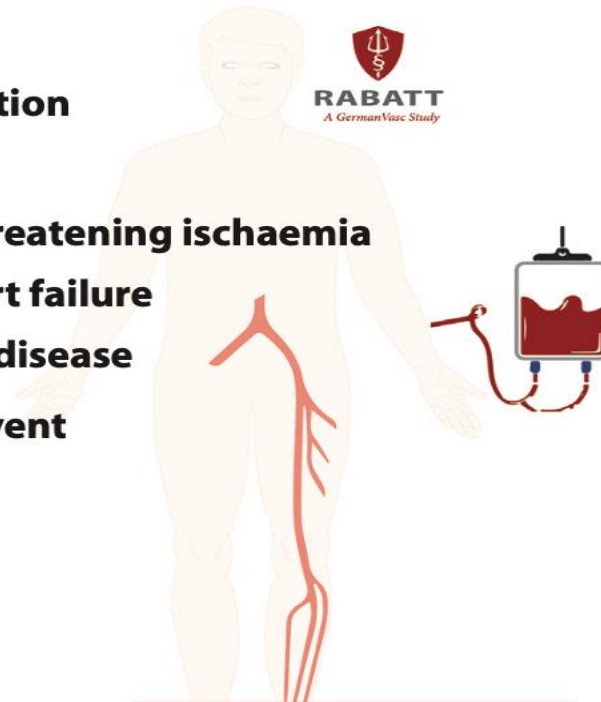 RABATT
A GermanVasc Study
tion
reatening ischaemia
rt failure
disease
vent